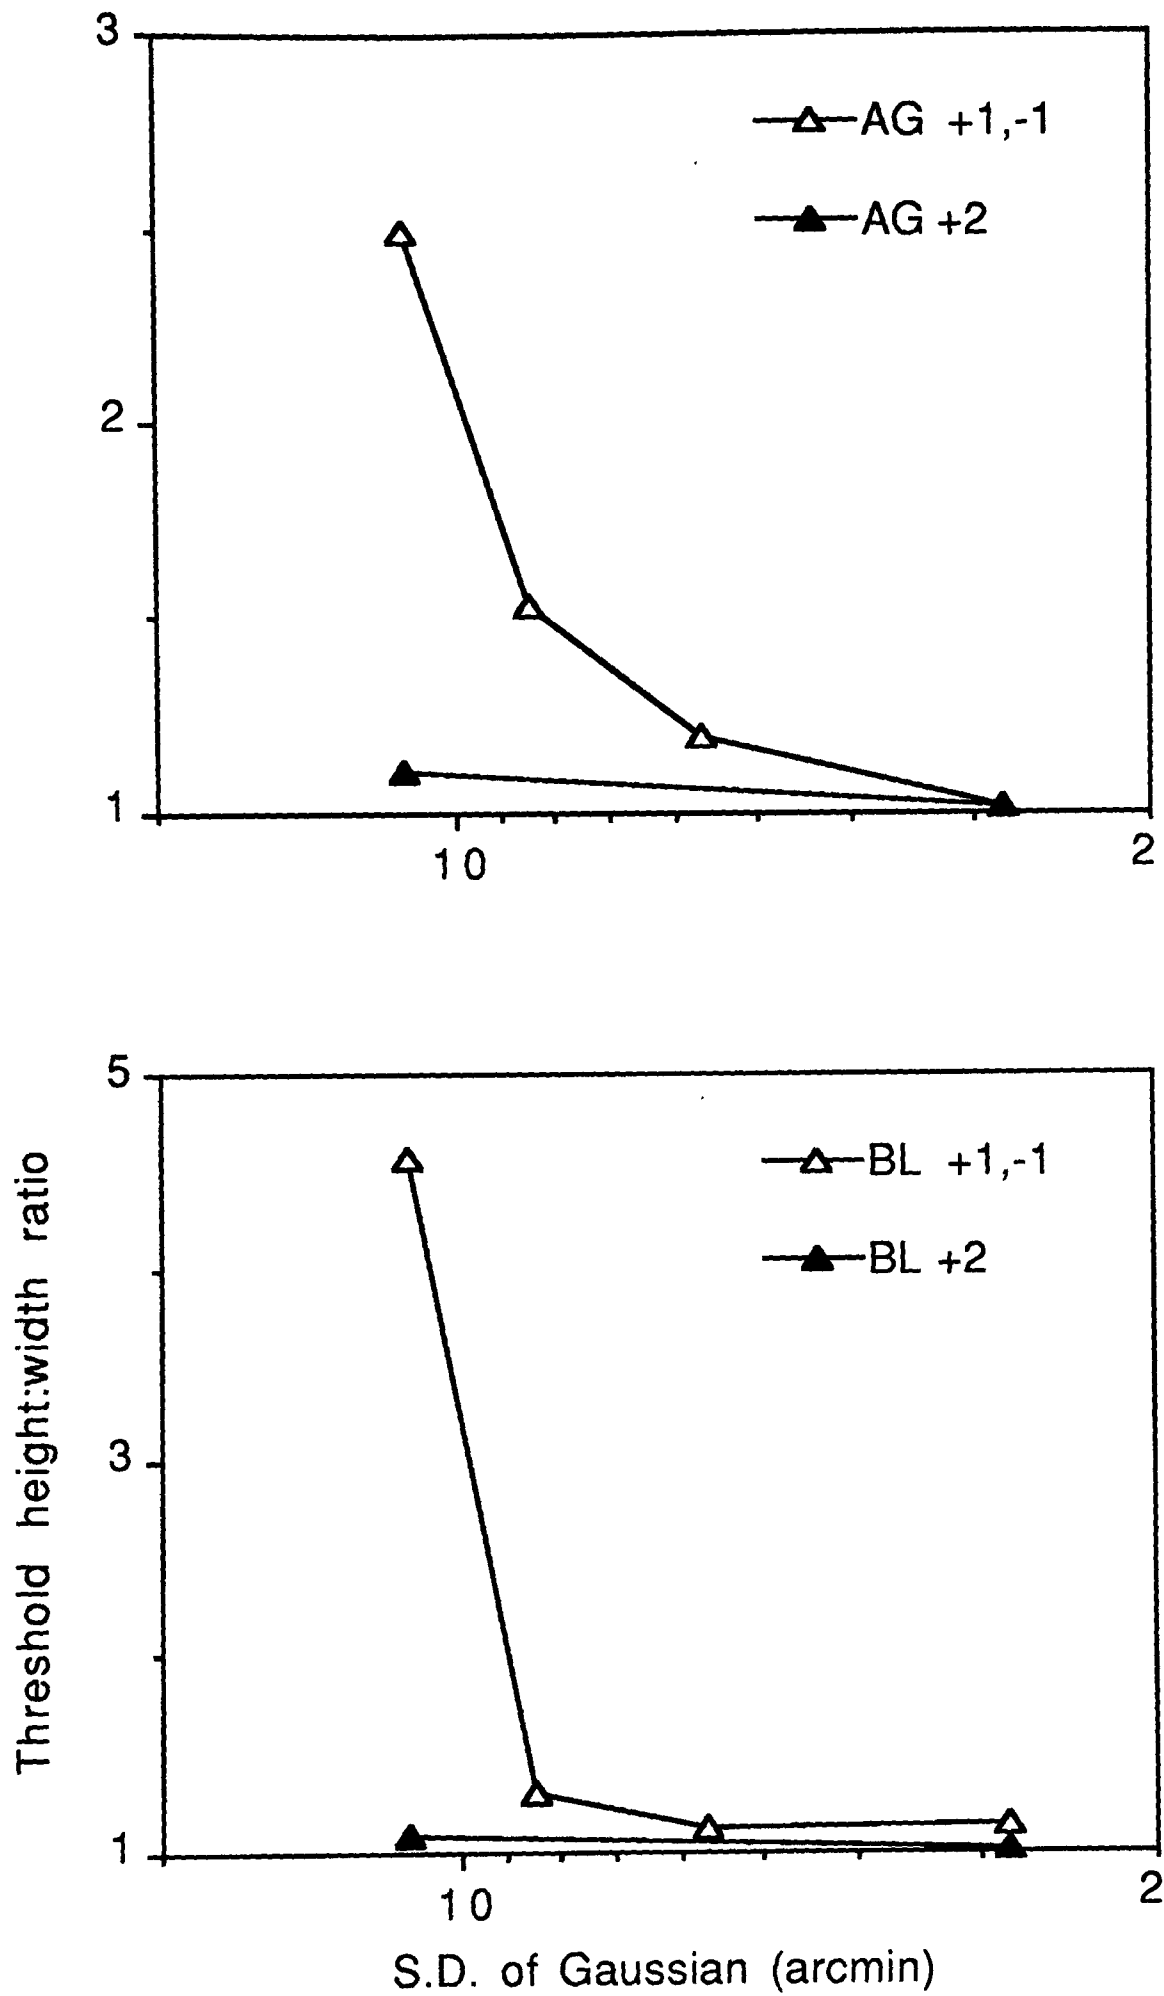 3
AG +1,-1
AG +2
2
1
10
2
5
BL +1,-1
BL +2
Threshold height:width ratio
3
1
10
2
S.D. of Gaussian (arcmin)